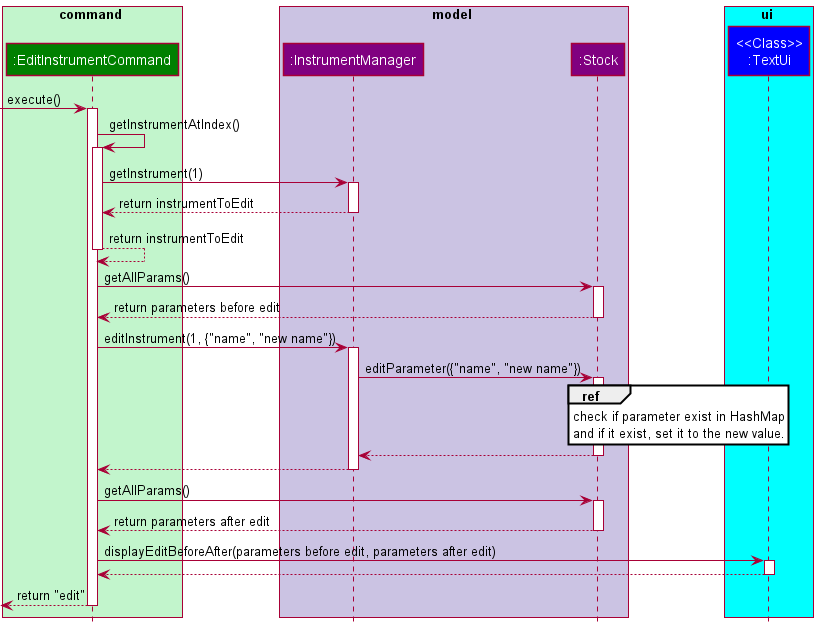 command
model
ui
:EditInstrumentCommand
:InstrumentManager
:Stock
<<Class>>
:TextUi
execute()
getInstrumentAtIndex()
getInstrument(1)
return instrumentToEdit
return instrumentToEdit
getAllParams()
return parameters before edit
editInstrument(1, {"name", "new name"})
editParameter({"name", "new name"})
ref
check if parameter exist in HashMap
and if it exist, set it to the new value.
getAllParams()
return parameters after edit
displayEditBeforeAfter(parameters before edit, parameters after edit)
return "edit"